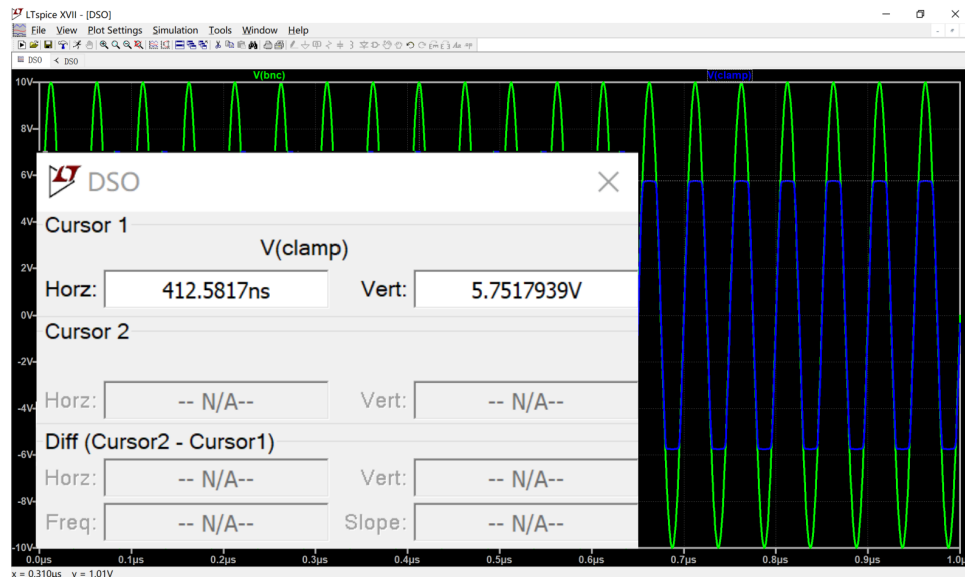 LTspice XVII - [DSO]
File View Plot Settings Simulation Tools Window Help
DSO DSO
V(bnc) V(clamp)
10V
8V
6V
4V
2V
0V
-2V
-4V
-6V
-8V
-10V
DSO
Cursor 1
V(clamp)
Horz: 412.5817ns Vert: 5.7517939V
Cursor 2
Horz: -- N/A-- Vert: -- N/A--
Diff (Cursor2 - Cursor1)
Horz: -- N/A-- Vert: -- N/A--
Freq: -- N/A-- Slope: -- N/A--
0.0µs 0.1µs 0.2µs 0.3µs 0.4µs 0.5µs 0.6µs 0.7µs 0.8µs 0.9µs 1.0µ
x = 0.310µs y = 1.01V